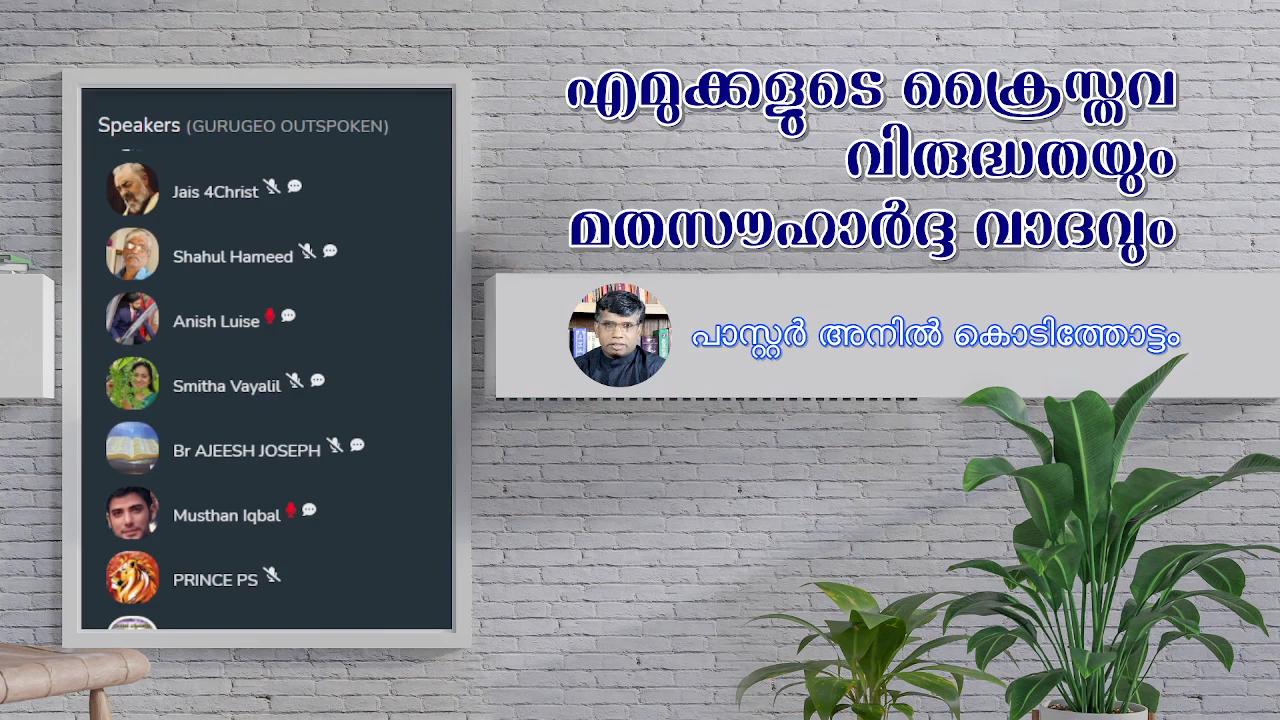 Speakers (GURUGEO OUTSPOKEN)
Jais 4Christ
Shahul Hameed
Anish Luise
Smitha Vayalil
Br AJEESH JOSEPH
Musthan Iqbal
PRINCE PS
എമുക്കളുടെ ക്രൈസ്തവ
വിരുദ്ധതയും
മതസൗഹാർദ്ദ വാദവും
പാസ്റ്റർ അനിൽ കൊടിത്തോട്ടം